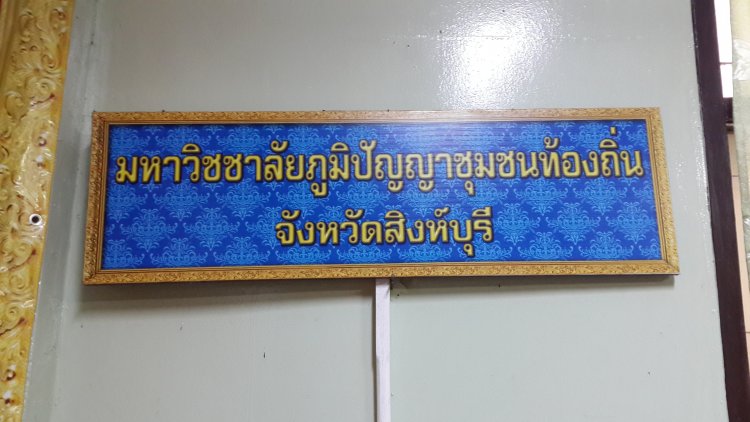 มหาวิชชาลัยภูมิปัญญาชุมชนท้องถิ่น
จังหวัดสิงห์บุรี